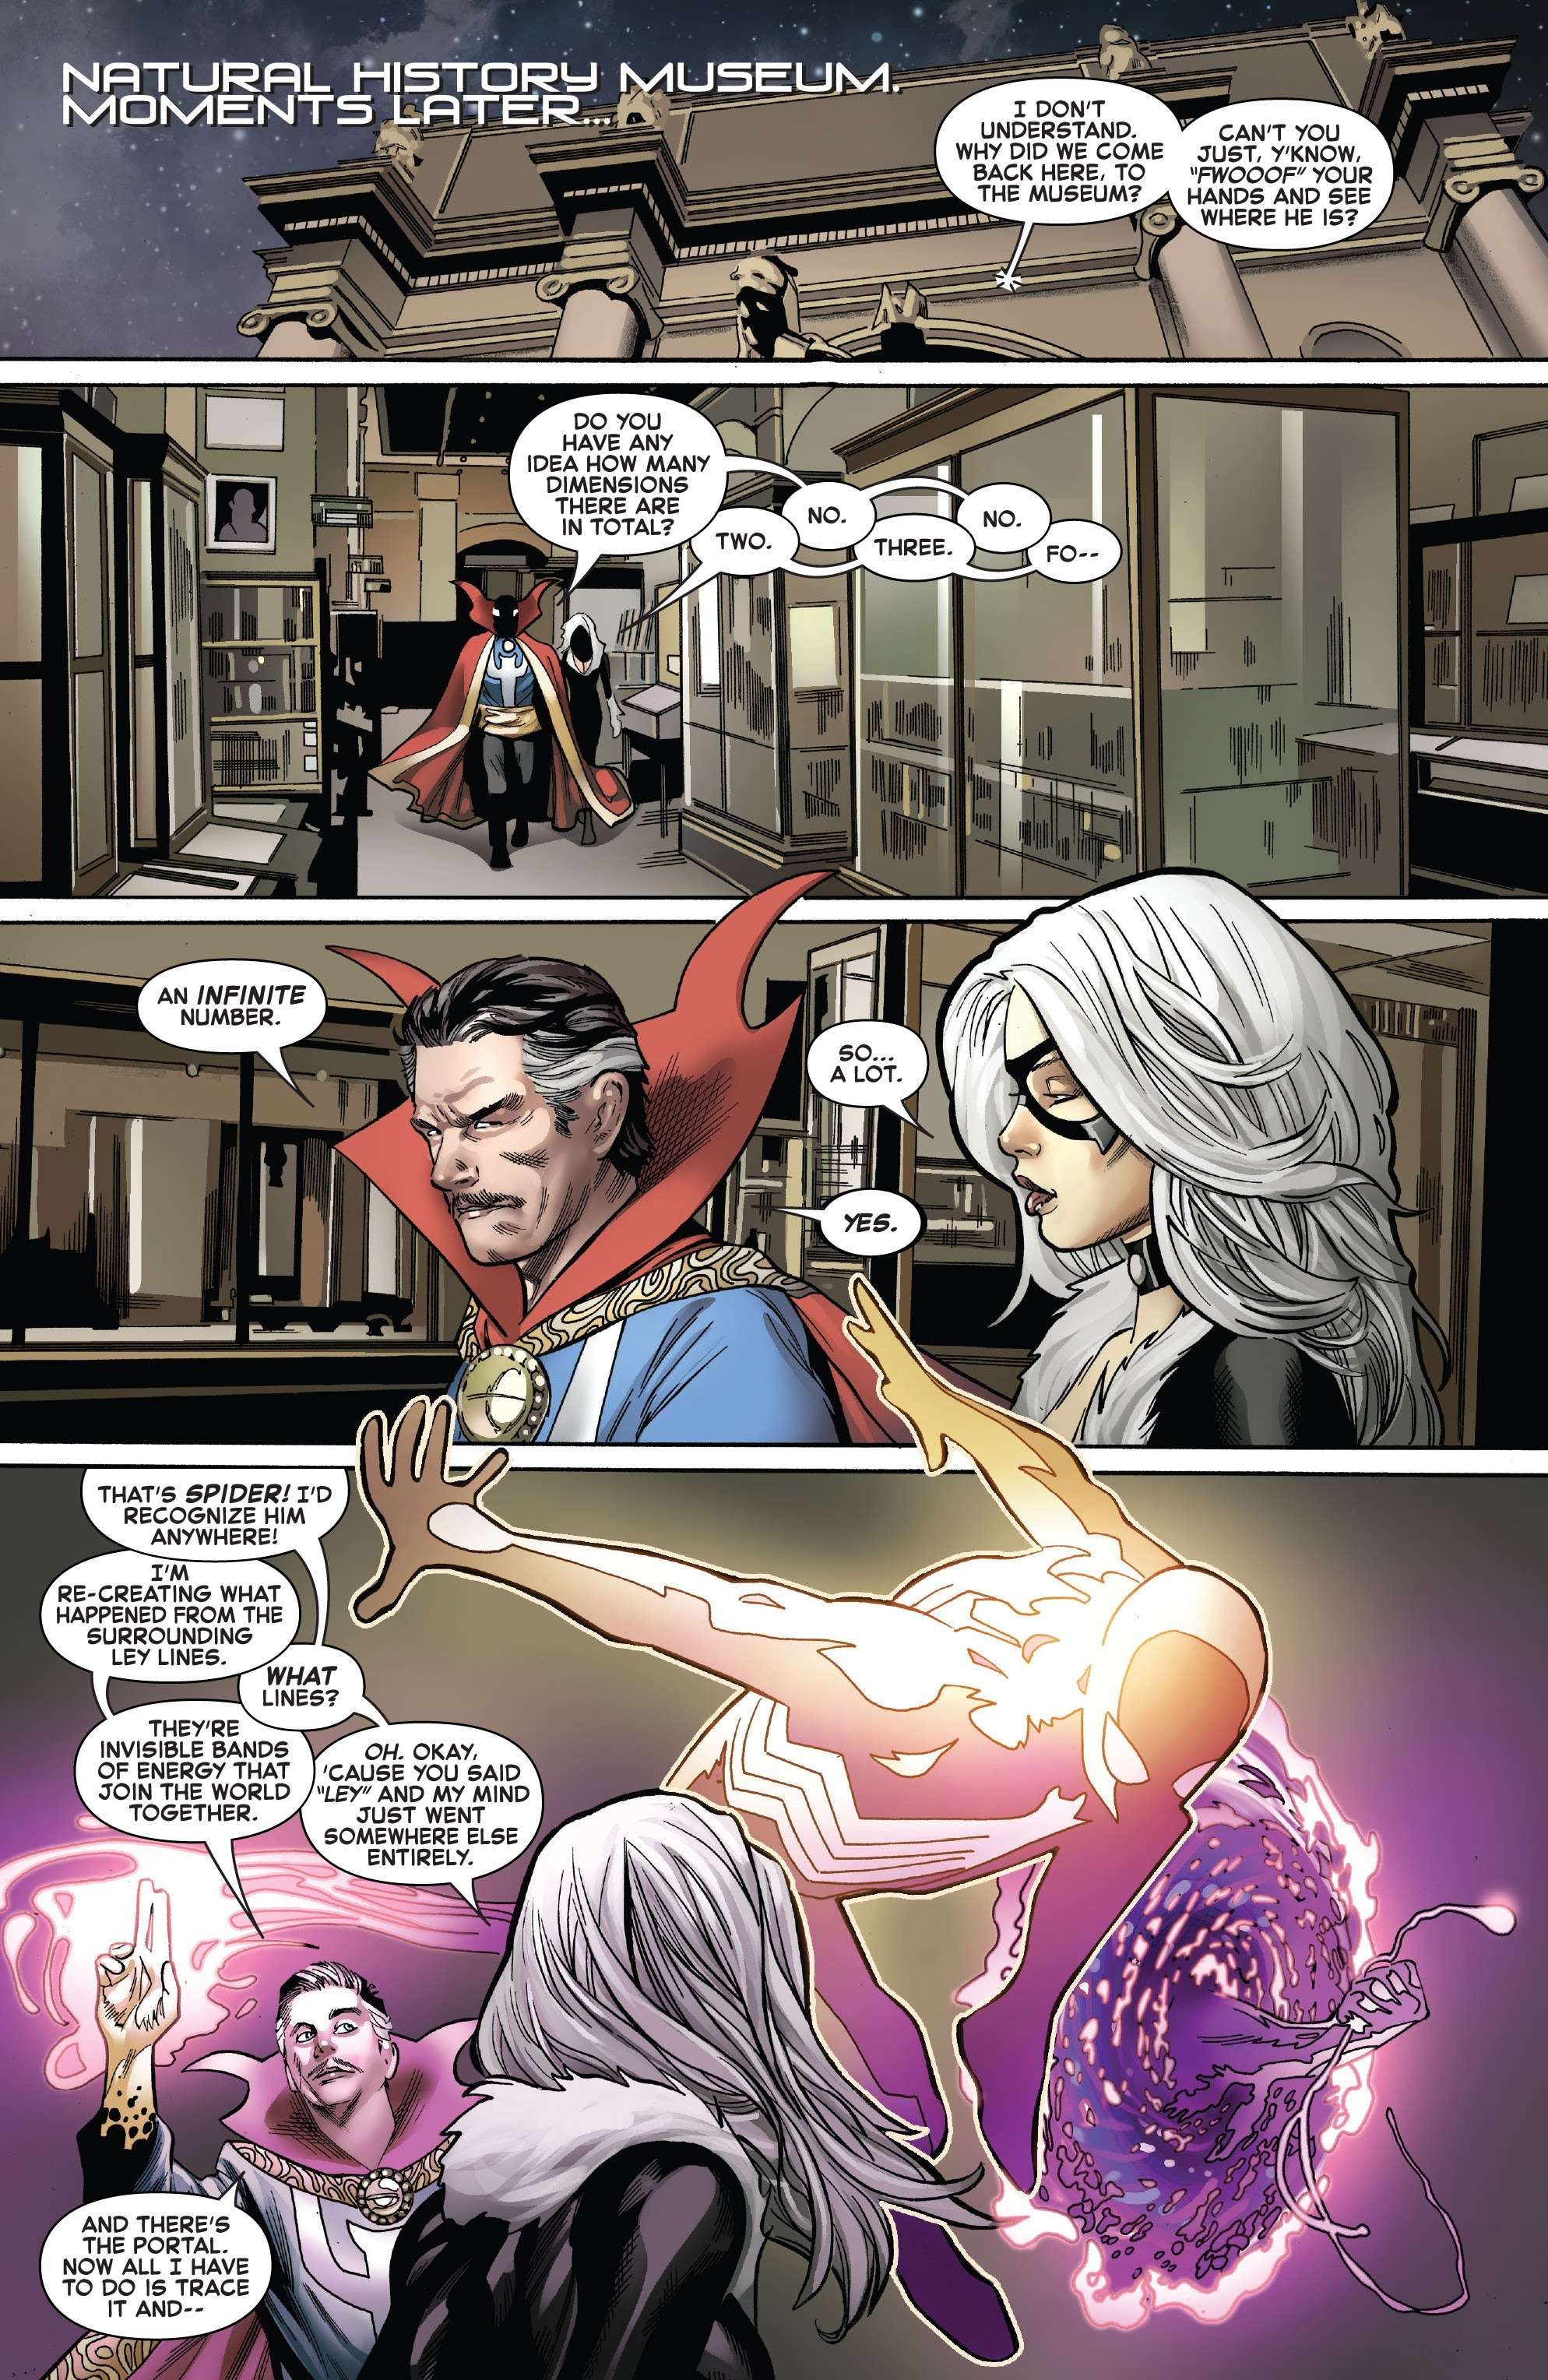 NATURAL HISTORY MUSEUM.
MOMENTS LATER...
I DON'T
UNDERSTAND.
WHY DID WE COME
BACK HERE, TO
THE MUSEUM?
CAN'T YOU
JUST, Y'KNOW,
"FWOOOF" YOUR
HANDS AND SEE
WHERE HE IS?
DO YOU
HAVE ANY
IDEA HOW MANY
DIMENSIONS
THERE ARE
IN TOTAL?
TWO.
NO.
THREE.
NO.
FO--
AN INFINITE
NUMBER.
SO...
A LOT.
YES.
THAT'S SPIDER! I'D
RECOGNIZE HIM
ANYWHERE!
I'M
RE-CREATING WHAT
HAPPENED FROM THE
SURROUNDING
LEY LINES.
WHAT
LINES?
THEY'RE
INVISIBLE BANDS
OF ENERGY THAT
JOIN THE WORLD
TOGETHER.
OH. OKAY,
'CAUSE YOU SAID
"LEY" AND MY MIND
JUST WENT
SOMEWHERE ELSE
ENTIRELY.
AND THERE'S
THE PORTAL.
NOW ALL I HAVE
TO DO IS TRACE
IT AND--